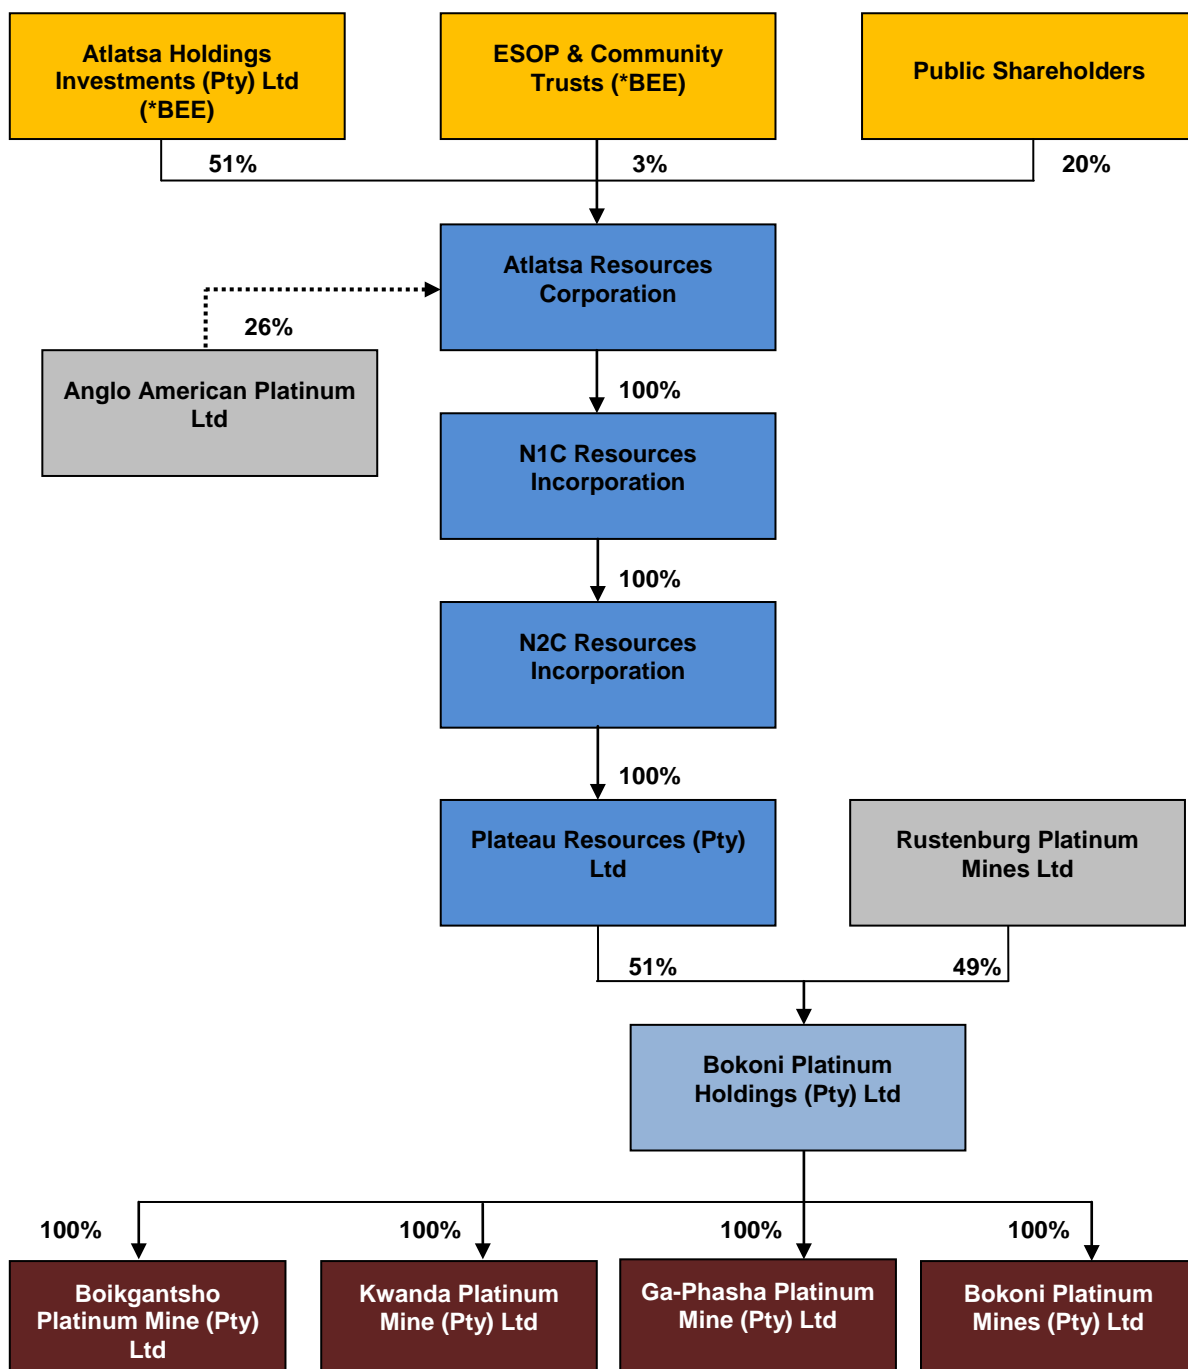 Atlatsa Holdings
Investments (Pty) Ltd
(*BEE)
ESOP & Community
Trusts (*BEE)
Public Shareholders
51%
3%
20%
Atlatsa Resources
Corporation
26%
Anglo American Platinum
Ltd
100%
N1C Resources
Incorporation
100%
N2C Resources
Incorporation
100%
Plateau Resources (Pty)
Ltd
Rustenburg Platinum
Mines Ltd
51%
49%
Bokoni Platinum
Holdings (Pty) Ltd
100%
100%
100%
100%
Boikgantsho
Platinum Mine (Pty)
Ltd
Kwanda Platinum
Mine (Pty) Ltd
Ga-Phasha Platinum
Mine (Pty) Ltd
Bokoni Platinum
Mines (Pty) Ltd